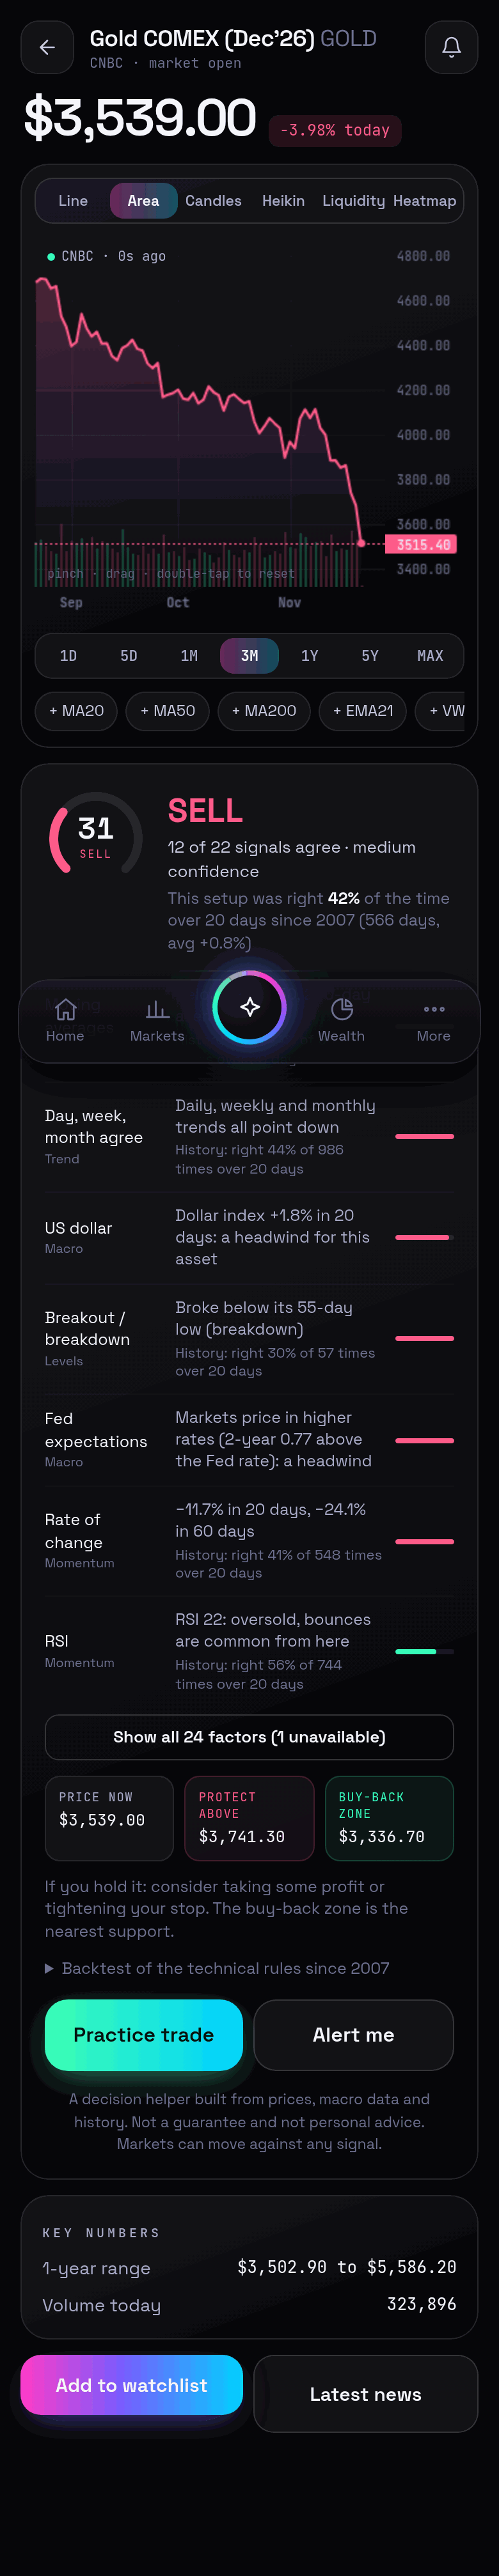 Gold COMEX (Dec'26) GOLD
CNBC · market open
$3,539.00 -3.98% today
Line Area Candles Heikin Liquidity Heatmap
CNBC · 0s ago
4800.00
4600.00
4400.00
4200.00
4000.00
3800.00
3600.00
3515.40
3400.00
pinch · drag · double-tap to reset
Sep Oct Nov
1D 5D 1M 3M 1Y 5Y MAX
+ MA20 + MA50 + MA200 + EMA21 + VW
31
SELL
SELL
12 of 22 signals agree · medium
confidence
This setup was right 42% of the time
over 20 days since 2007 (566 days,
avg +0.8%)
Home Markets Wealth More
Day, week,
month agree
Trend
Daily, weekly and monthly
trends all point down
History: right 44% of 986
times over 20 days
US dollar
Macro
Dollar index +1.8% in 20
days: a headwind for this
asset
Breakout /
breakdown
Levels
Broke below its 55-day
low (breakdown)
History: right 30% of 57 times
over 20 days
Fed
expectations
Macro
Markets price in higher
rates (2-year 0.77 above
the Fed rate): a headwind
Rate of
change
Momentum
−11.7% in 20 days, −24.1%
in 60 days
History: right 41% of 548 times
over 20 days
RSI
Momentum
RSI 22: oversold, bounces
are common from here
History: right 56% of 744
times over 20 days
Show all 24 factors (1 unavailable)
PRICE NOW
$3,539.00
PROTECT
ABOVE
$3,741.30
BUY-BACK
ZONE
$3,336.70
If you hold it: consider taking some profit or
tightening your stop. The buy-back zone is the
nearest support.
▶ Backtest of the technical rules since 2007
Practice trade
Alert me
A decision helper built from prices, macro data and
history. Not a guarantee and not personal advice.
Markets can move against any signal.
KEY NUMBERS
1-year range $3,502.90 to $5,586.20
Volume today 323,896
Add to watchlist
Latest news